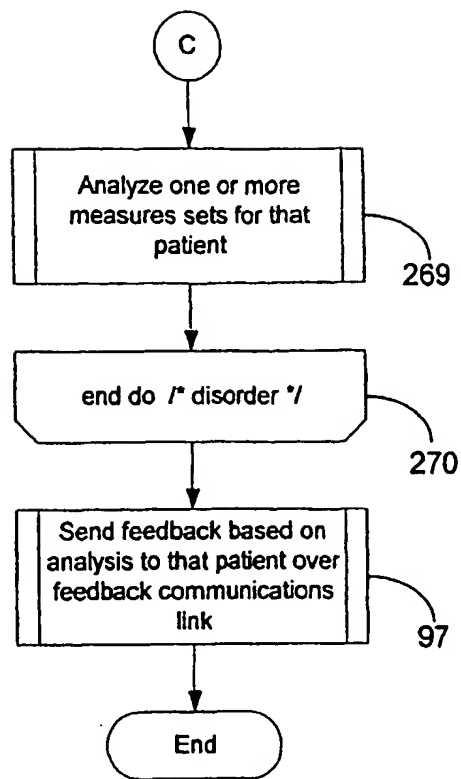 C
Analyze one or more
measures sets for that
patient
269
end do /* disorder */
270
Send feedback based on
analysis to that patient over
feedback communications
link
97
End